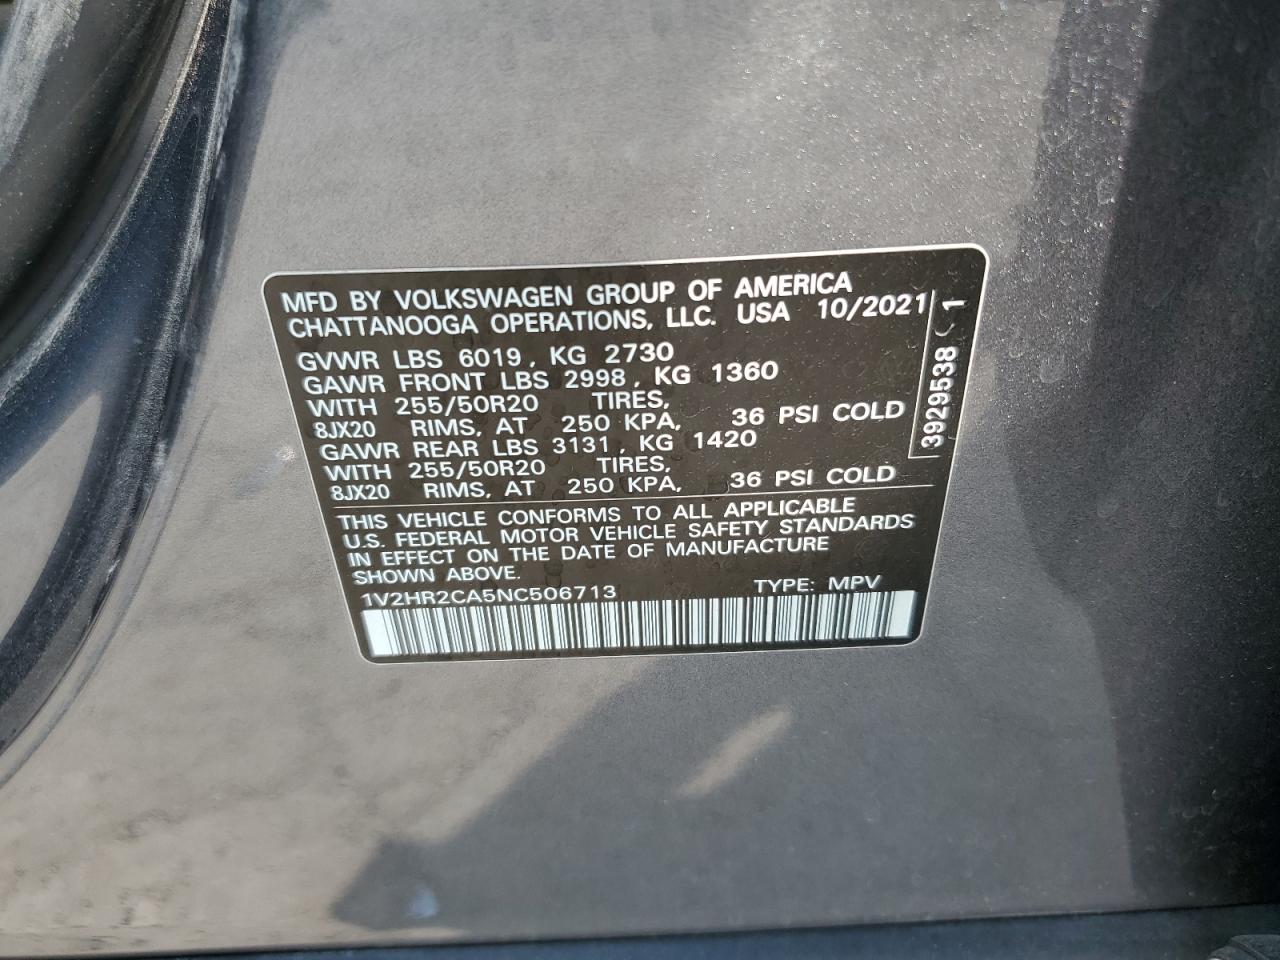 MFD BY VOLKSWAGEN GROUP OF AMERICA
CHATTANOOGA OPERATIONS, LLC. USA 10/2021
GVWR LBS 6019, KG 2730
GAWR FRONT LBS 2998, KG 1360
WITH 255/50R20 TIRES,
8JX20 RIMS, AT 250 KPA, 36 PSI COLD
GAWR REAR LBS 3131, KG 1420
WITH 255/50R20 TIRES,
8JX20 RIMS, AT 250 KPA, 36 PSI COLD
THIS VEHICLE CONFORMS TO ALL APPLICABLE
U.S. FEDERAL MOTOR VEHICLE SAFETY STANDARDS
IN EFFECT ON THE DATE OF MANUFACTURE
SHOWN ABOVE.
1V2HR2CA5NC506713 TYPE: MPV
3929538 < 1